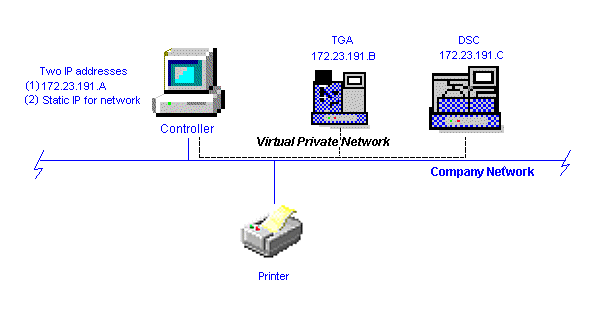 TGA
172.23.191.B
DSC
172.23.191.C
Two IP addresses
(1) 172.23.191.A
(2) Static IP for network
Controller
Virtual Private Network
Company Network
Printer